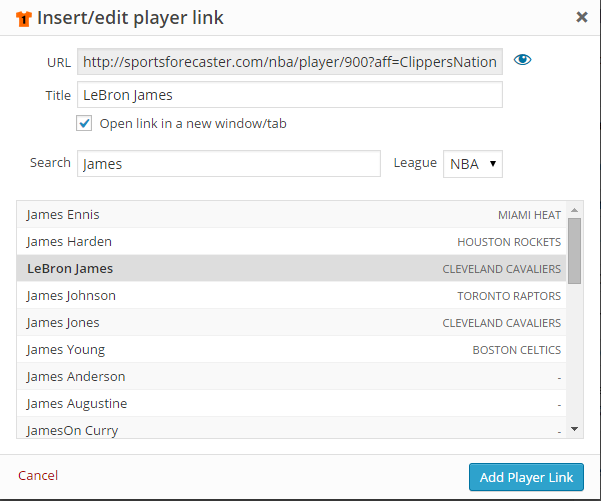 1 Insert/edit player link ×
URL http://sportsforecaster.com/nba/player/900?aff=ClippersNation
Title LeBron James
Open link in a new window/tab
Search James League NBA
James Ennis MIAMI HEAT
James Harden HOUSTON ROCKETS
LeBron James CLEVELAND CAVALIERS
James Johnson TORONTO RAPTORS
James Jones CLEVELAND CAVALIERS
James Young BOSTON CELTICS
James Anderson -
James Augustine -
JamesOn Curry -
Cancel Add Player Link